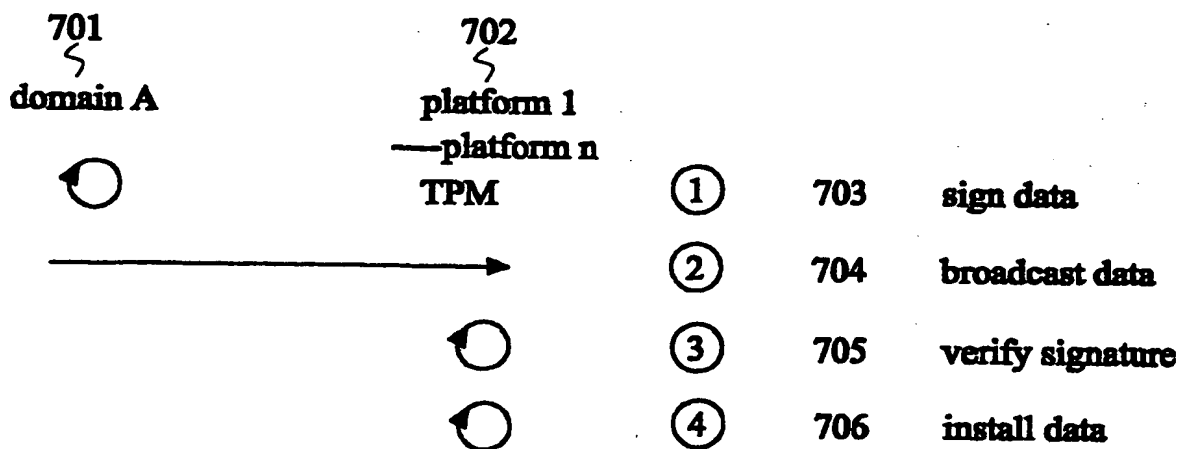 701
702
domain A
platform 1
platform n
TPM
1 703 sign data
2 704 broadcast data
3 705 verify signature
4 706 install data